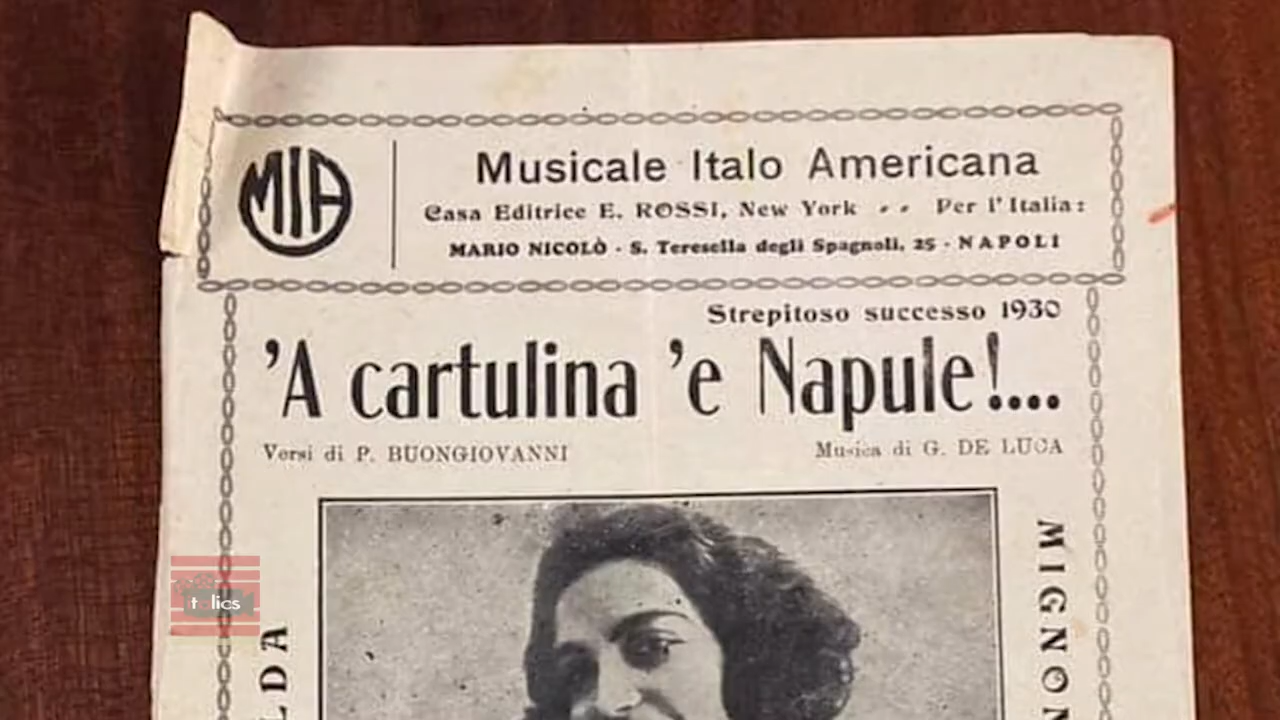 MIA
Musicale Italo Americana
Casa Editrice E. ROSSI, New York - - Per l'Italia:
MARIO NICOLÒ - S. Teresella degli Spagnoli, 25 - NAPOLI
Strepitoso successo 1930
'A cartulina 'e Napule!....
Versi di P. BUONGIOVANNI
Musica di G. DE LUCA
LDA
MIGNON
italics